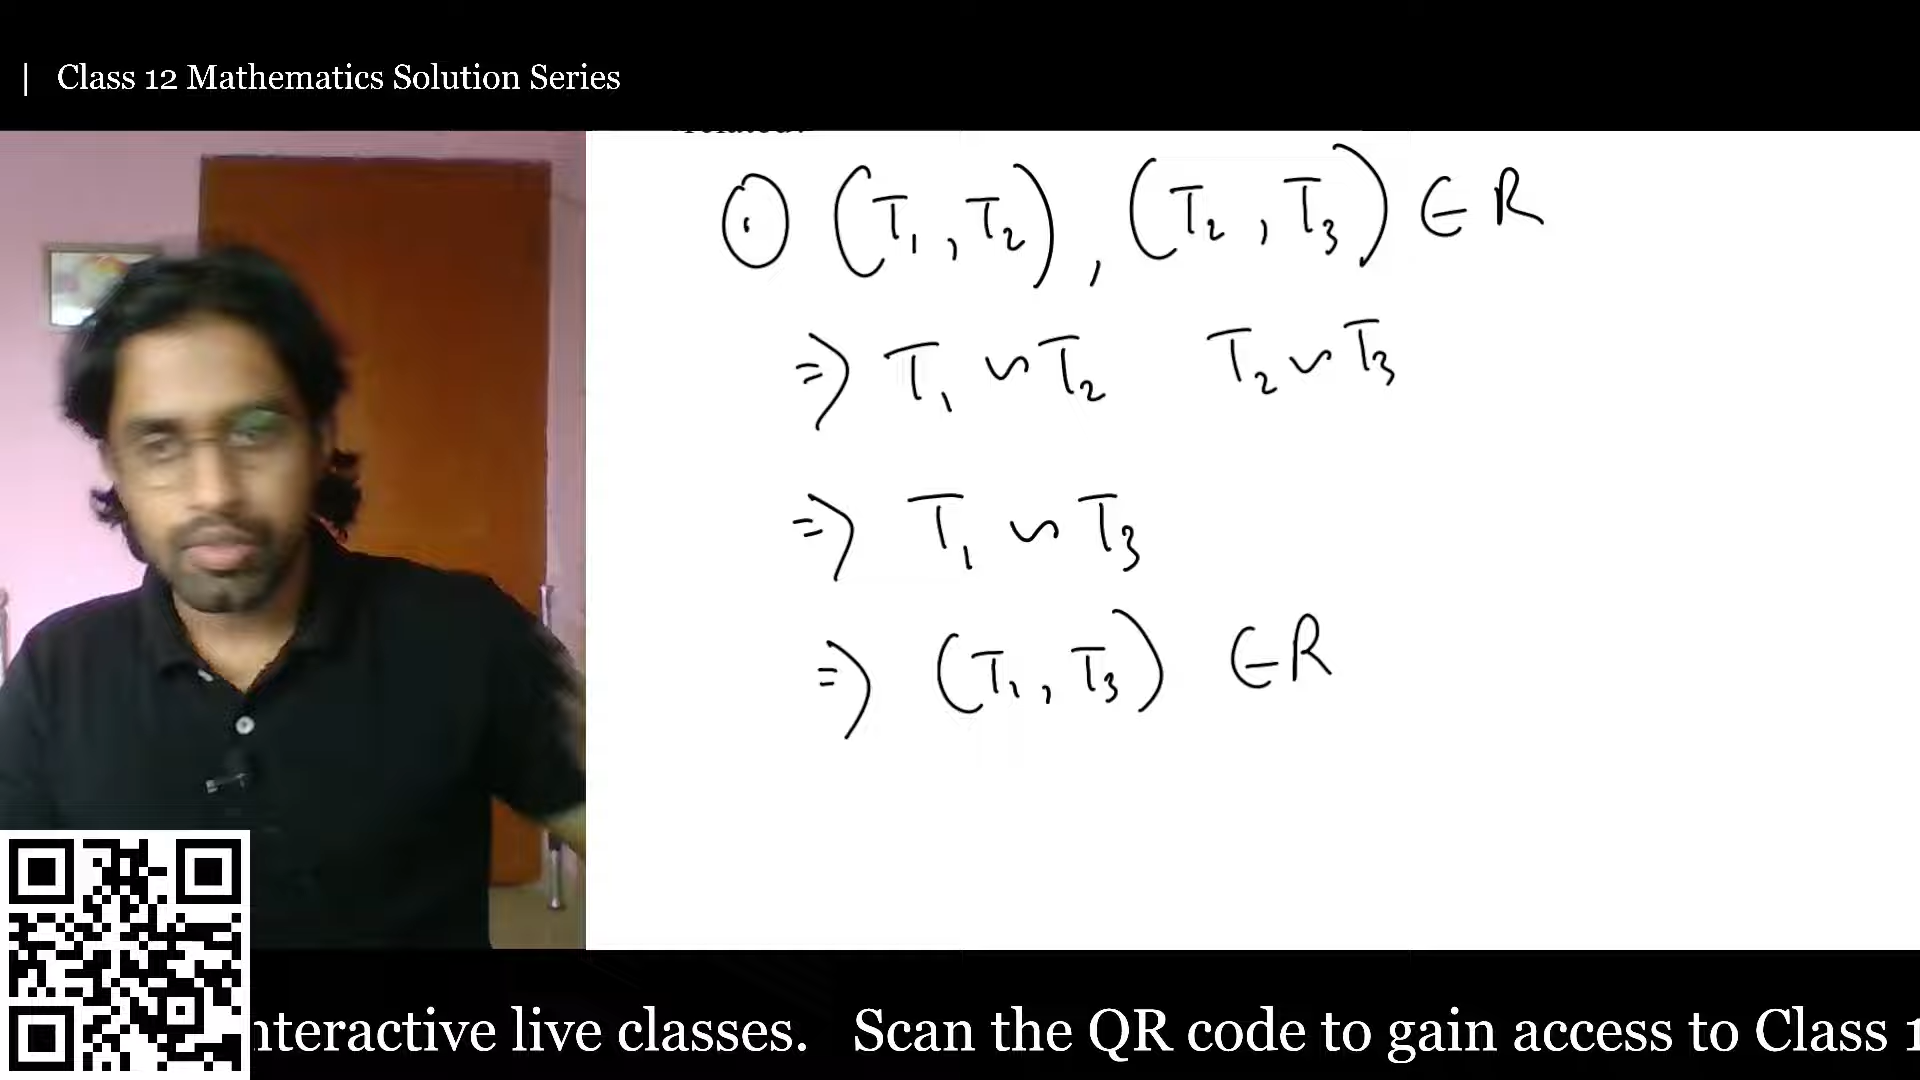 | Class 12 Mathematics Solution Series
(T₁, T₂), (T₂, T₃) ∈ R
⇒ T₁ ~ T₂ T₂ ~ T₃
⇒ T₁ ~ T₃
⇒ (T₁, T₃) ∈ R
nteractive live classes. Scan the QR code to gain access to Class 1